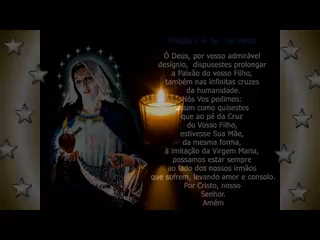 Ó Deus, por vosso admirável
desígnio, dispusestes prolongar
a Paixão do vosso Filho,
também nas infinitas cruzes
da humanidade.
Nós Vos pedimos:
assim como quisestes
que ao pé da Cruz
do Vosso Filho,
estivesse Sua Mãe,
da mesma forma,
à imitação da Virgem Maria,
possamos estar sempre
ao lado dos nossos irmãos
que sofrem, levando amor e consolo.
Por Cristo, nosso
Senhor.
Amém